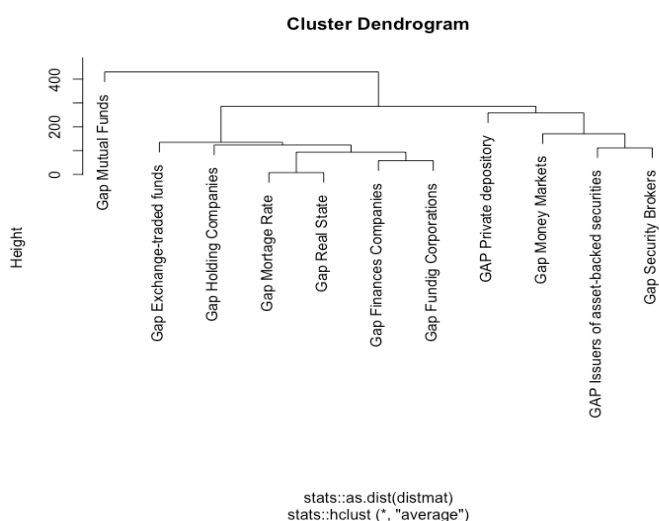 Cluster Dendrogram
Height
400
200
0
Gap Mutual Funds
Gap Exchange-traded funds
Gap Holding Companies
Gap Mortage Rate
Gap Real State
Gap Finances Companies
Gap Fundig Corporations
GAP Private depository
Gap Money Markets
GAP Issuers of asset-backed securities
Gap Security Brokers
stats::as.dist(distmat)
stats::hclust (*, "average")